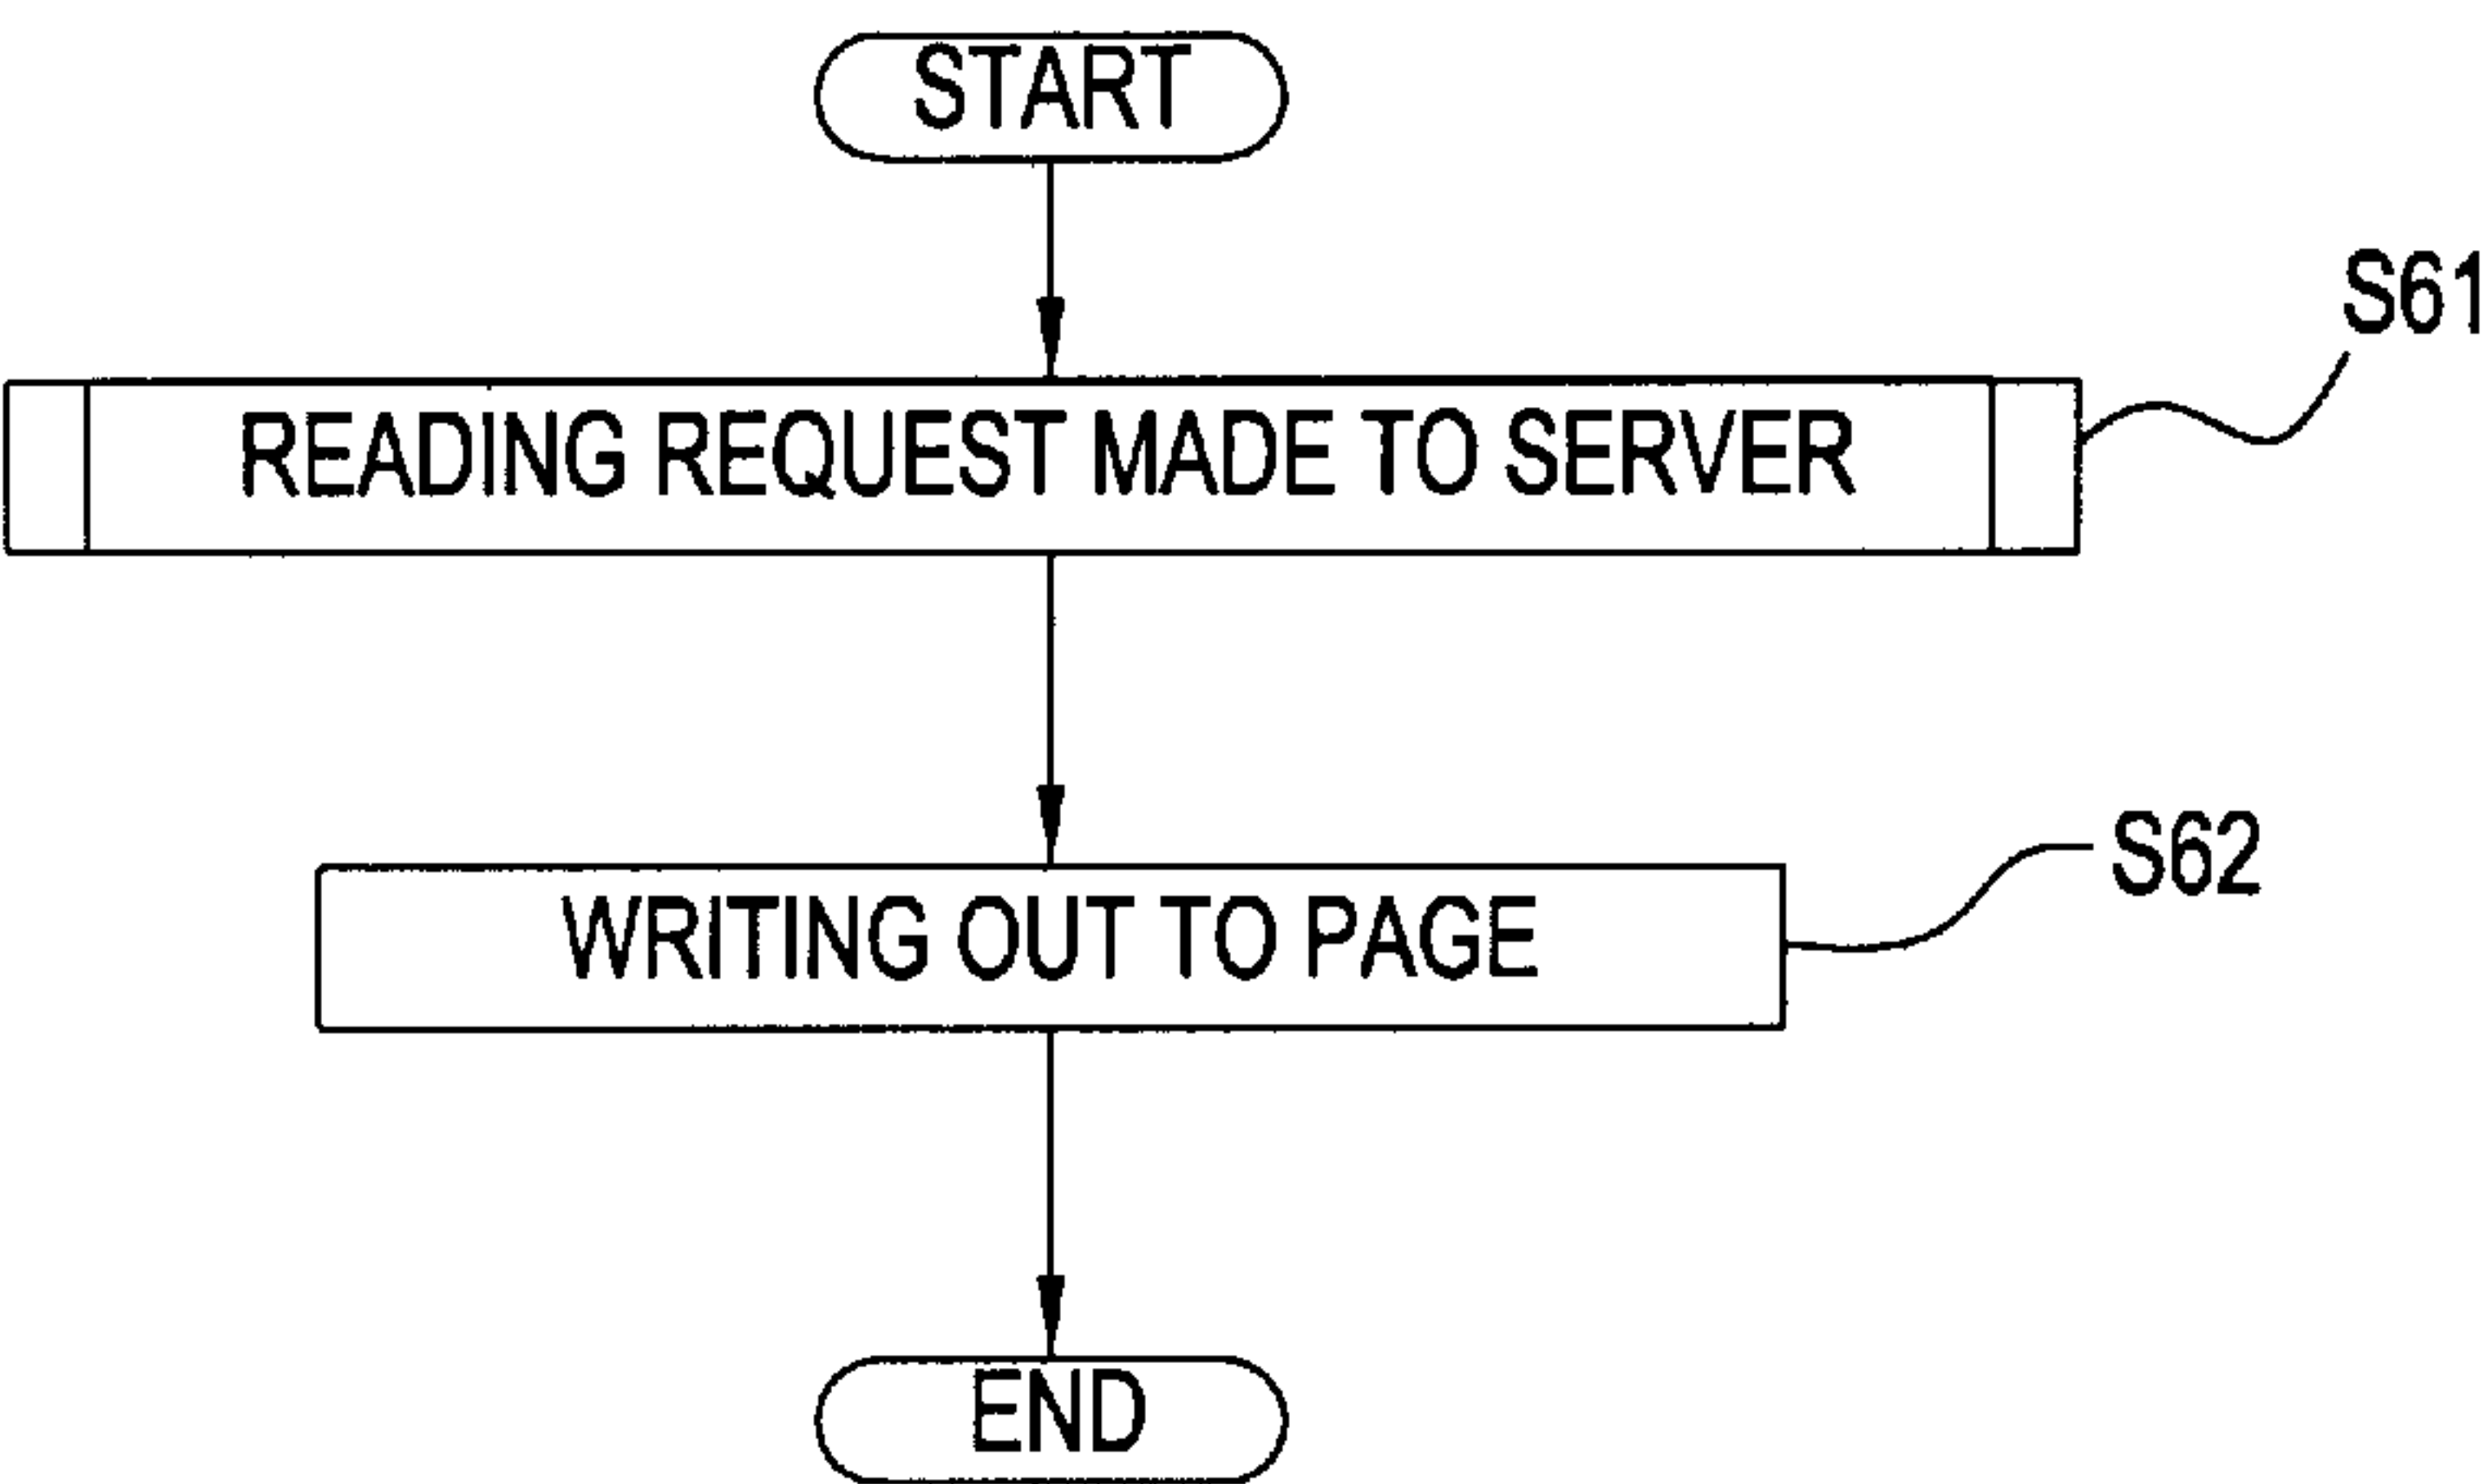 START
S61
READING REQUEST MADE TO SERVER
S62
WRITING OUT TO PAGE
END